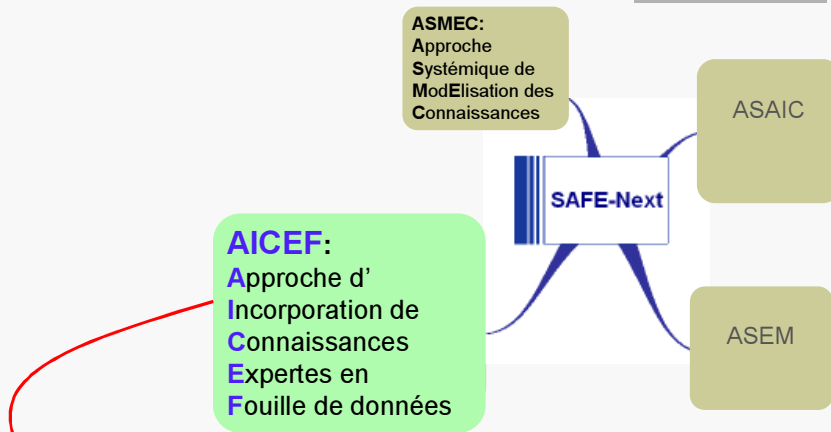 ASMEC:
Approche
Systémique de
ModElisation des
Connaissances
ASAIC
SAFE-Next
AICEF:
Approche d’
Incorporation de
Connaissances
Expertes en
Fouille de données
ASEM